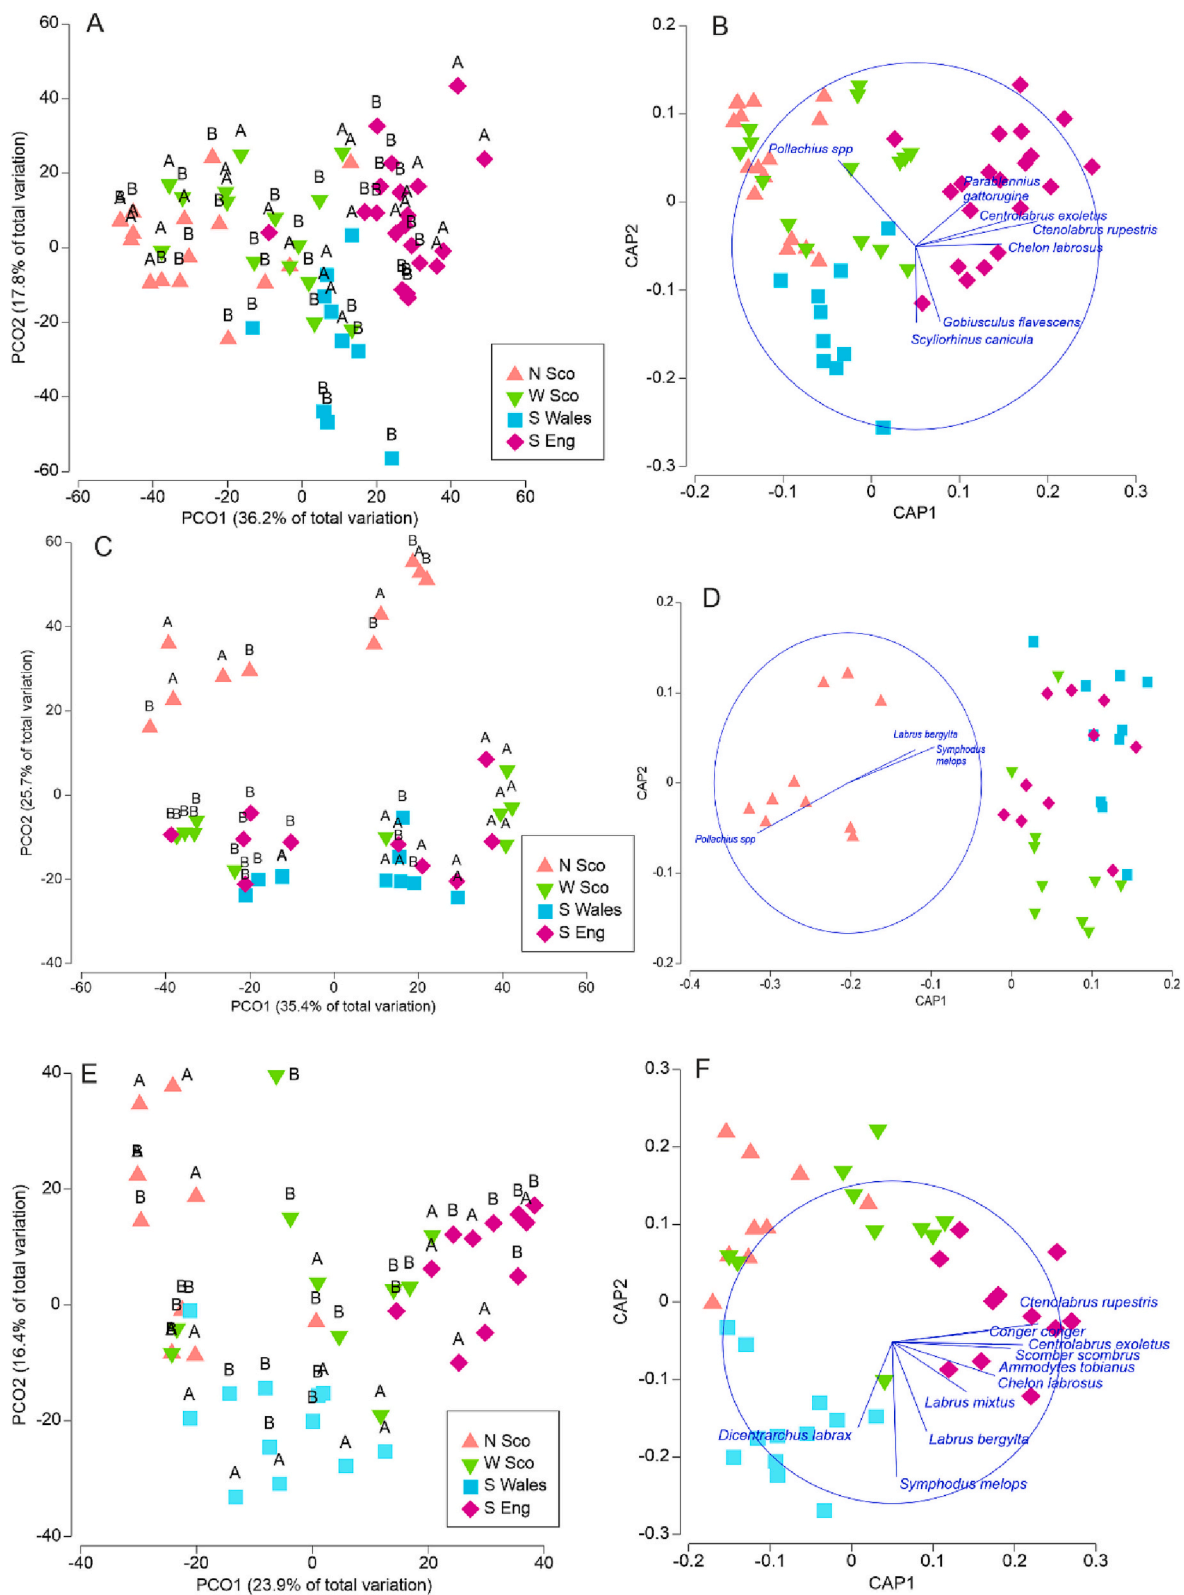 A
PCO2 (17.8% of total variation)
60
40
20
0
-20
-40
-60
-60
-40
-20
0
20
40
60
PCO1 (36.2% of total variation)
N Sco
W Sco
S Wales
S Eng
B
CAP2
0.2
0.1
0
-0.1
-0.2
-0.3
-0.2
-0.1
0
0.1
0.2
0.3
CAP1
Pollachius spp
Parablennius
gattorugine
Centrolabrus exoletus
Ctenolabrus rupestris
Chelon labrosus
Gobiusculus flavescens
Scyliorhinus canicula
C
PCO2 (25.7% of total variation)
60
40
20
0
-20
-40
-60
-40
-20
0
20
40
60
PCO1 (35.4% of total variation)
N Sco
W Sco
S Wales
S Eng
D
CAP2
0.2
0.1
0
-0.1
-0.2
-0.4
-0.3
-0.2
-0.1
0
0.1
0.2
CAP1
Labrus bergylta
Symphodus
melops
Pollachius spp
E
PCO2 (16.4% of total variation)
40
20
0
-20
-40
-40
-20
0
20
40
PCO1 (23.9% of total variation)
N Sco
W Sco
S Wales
S Eng
F
CAP2
0.3
0.2
0.1
0
-0.1
-0.2
-0.3
-0.2
-0.1
0
0.1
0.2
0.3
CAP1
Ctenolabrus rupestris
Conger conger
Centrolabrus exoletus
Scomber scombrus
Ammodytes tobianus
Chelon labrosus
Labrus mixtus
Dicentrarchus labrax
Labrus bergylta
Symphodus melops